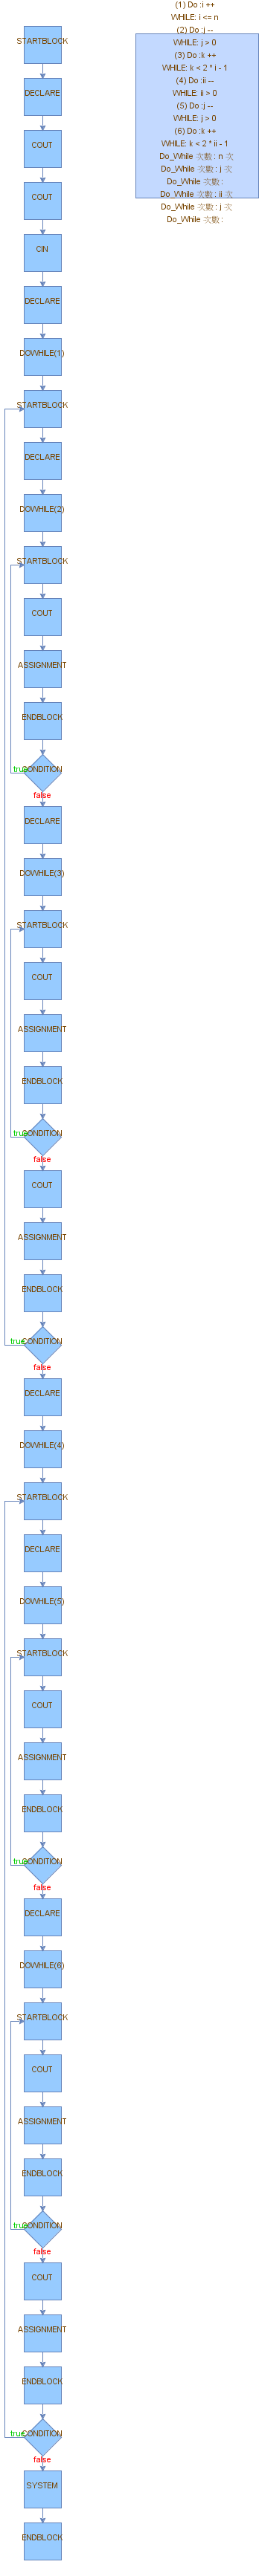 (1) Do :i ++
WHILE: i <= n
(2) Do :j --
WHILE: j > 0
(3) Do :k ++
WHILE: k < 2 * i - 1
(4) Do :ii --
WHILE: ii > 0
(5) Do :j --
WHILE: j > 0
(6) Do :k ++
WHILE: k < 2 * ii - 1
Do_While 次數 : n 次
Do_While 次數 : j 次
Do_While 次數 :
Do_While 次數 : ii 次
Do_While 次數 : j 次
Do_While 次數 :
STARTBLOCK
DECLARE
COUT
COUT
CIN
DECLARE
DOWHILE(1)
STARTBLOCK
DECLARE
DOWHILE(2)
STARTBLOCK
COUT
ASSIGNMENT
ENDBLOCK
true CONDITION
false
DECLARE
DOWHILE(3)
STARTBLOCK
COUT
ASSIGNMENT
ENDBLOCK
true CONDITION
false
COUT
ASSIGNMENT
ENDBLOCK
true CONDITION
false
DECLARE
DOWHILE(4)
STARTBLOCK
DECLARE
DOWHILE(5)
STARTBLOCK
COUT
ASSIGNMENT
ENDBLOCK
true CONDITION
false
DECLARE
DOWHILE(6)
STARTBLOCK
COUT
ASSIGNMENT
ENDBLOCK
true CONDITION
false
COUT
ASSIGNMENT
ENDBLOCK
true CONDITION
false
SYSTEM
ENDBLOCK